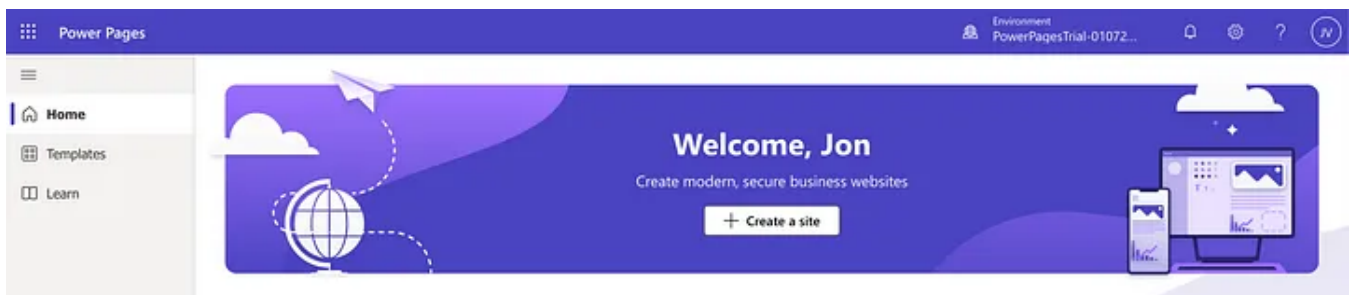 Power Pages
Environment
PowerPagesTrial-01072...
?
JV
Home
Templates
Learn
Welcome, Jon
Create modern, secure business websites
+ Create a site